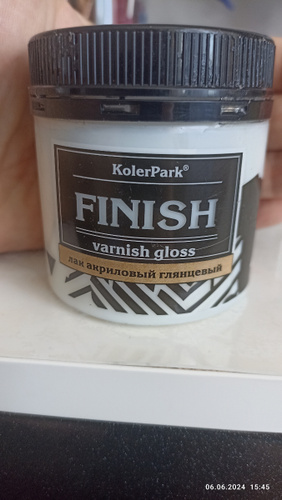 KolerPark®
FINISH
varnish gloss
лак акриловый глянцевый
06.06.2024 15:45